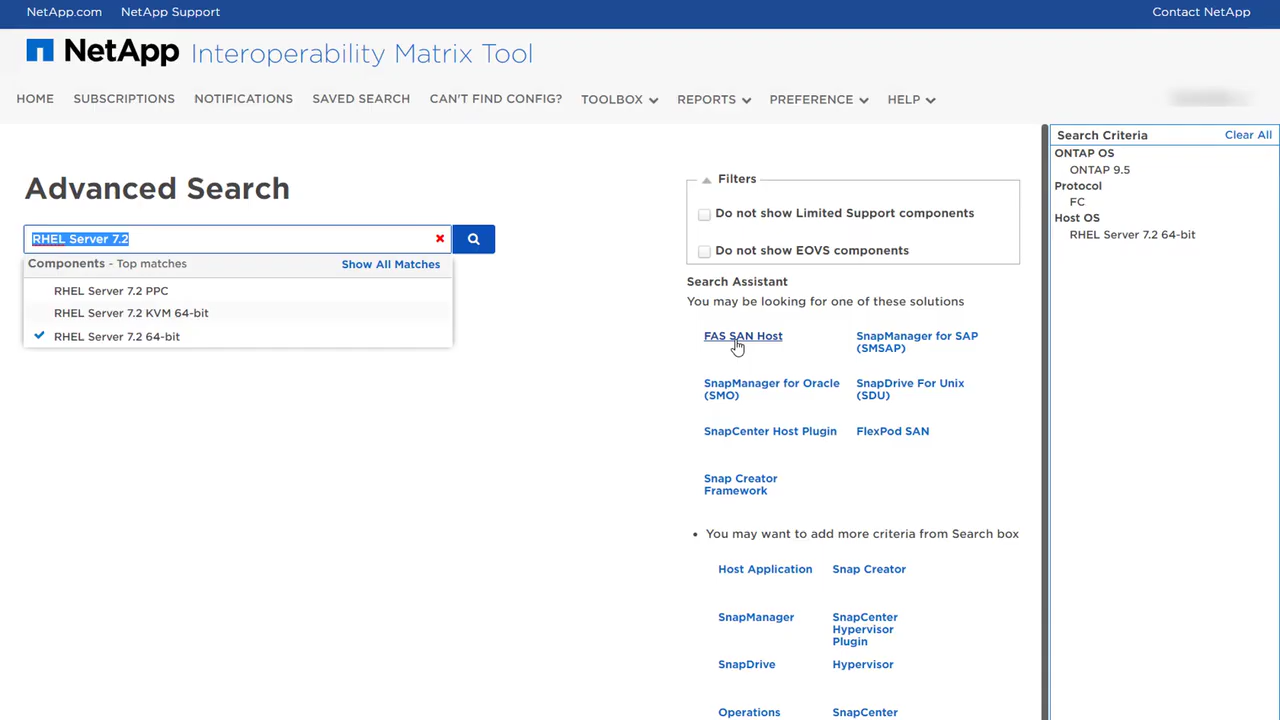 NetApp.com NetApp Support Contact NetApp
NetApp Interoperability Matrix Tool
HOME SUBSCRIPTIONS NOTIFICATIONS SAVED SEARCH CAN'T FIND CONFIG? TOOLBOX REPORTS PREFERENCE HELP
Advanced Search
RHEL Server 7.2
Components - Top matches Show All Matches
RHEL Server 7.2 PPC
RHEL Server 7.2 KVM 64-bit
RHEL Server 7.2 64-bit
Filters
Do not show Limited Support components
Do not show EOVS components
Search Assistant
You may be looking for one of these solutions
FAS SAN Host
SnapManager for SAP
(SMSAP)
SnapManager for Oracle
(SMO)
SnapDrive For Unix
(SDU)
SnapCenter Host Plugin
FlexPod SAN
Snap Creator
Framework
• You may want to add more criteria from Search box
Host Application
Snap Creator
SnapManager
SnapCenter
Hypervisor
Plugin
SnapDrive
Hypervisor
Operations
SnapCenter
Search Criteria Clear All
ONTAP OS
ONTAP 9.5
Protocol
FC
Host OS
RHEL Server 7.2 64-bit